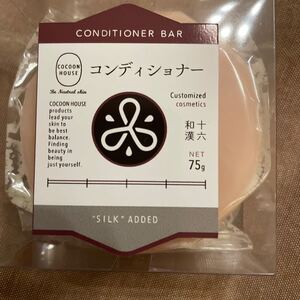 CONDITIONER BAR
COCOON
HOUSE
Be Neutral skin
コンディショナー
COCOON HOUSE
products
lead your
skin to
be best
balance.
Finding
beauty in
being
just yourself.
Customized
cosmetics
十六
和漢
NET
75g
"SILK" ADDED